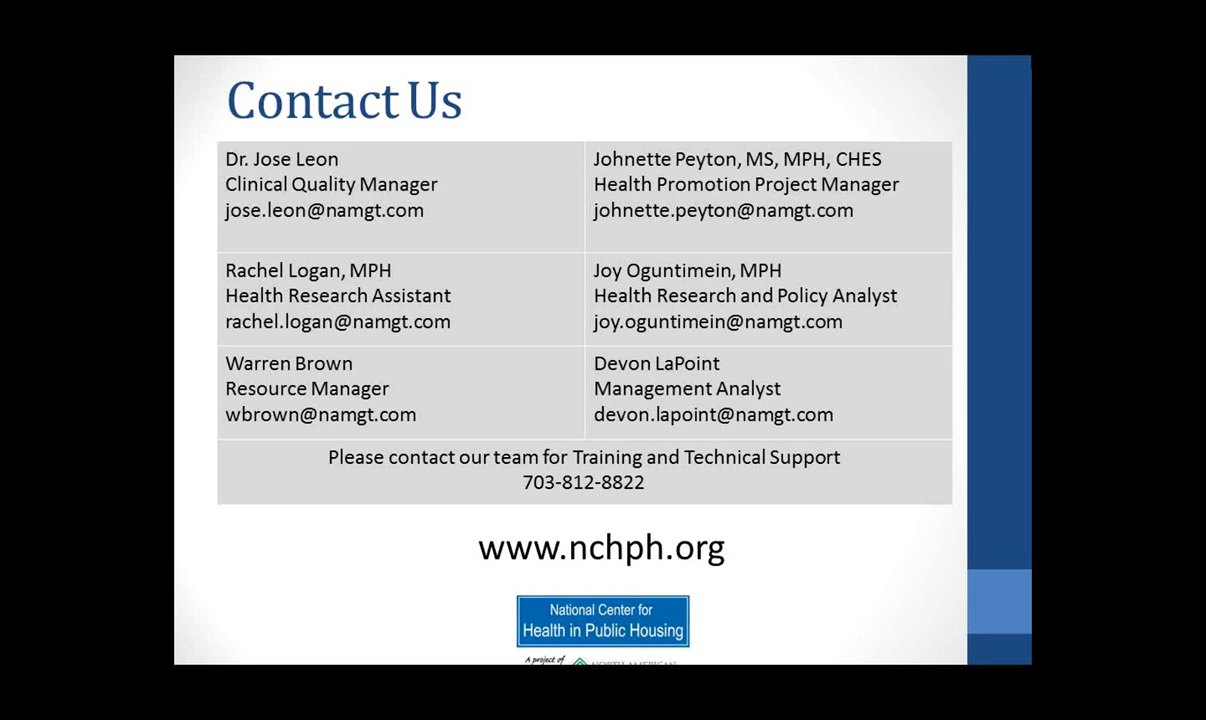 Contact Us
Dr. Jose Leon
Clinical Quality Manager
jose.leon@namgt.com
Johnette Peyton, MS, MPH, CHES
Health Promotion Project Manager
johnette.peyton@namgt.com
Rachel Logan, MPH
Health Research Assistant
rachel.logan@namgt.com
Joy Oguntimein, MPH
Health Research and Policy Analyst
joy.oguntimein@namgt.com
Warren Brown
Resource Manager
wbrown@namgt.com
Devon LaPoint
Management Analyst
devon.lapoint@namgt.com
Please contact our team for Training and Technical Support
703-812-8822
www.nchph.org
National Center for
Health in Public Housing
A project of NORTH AMERICAN